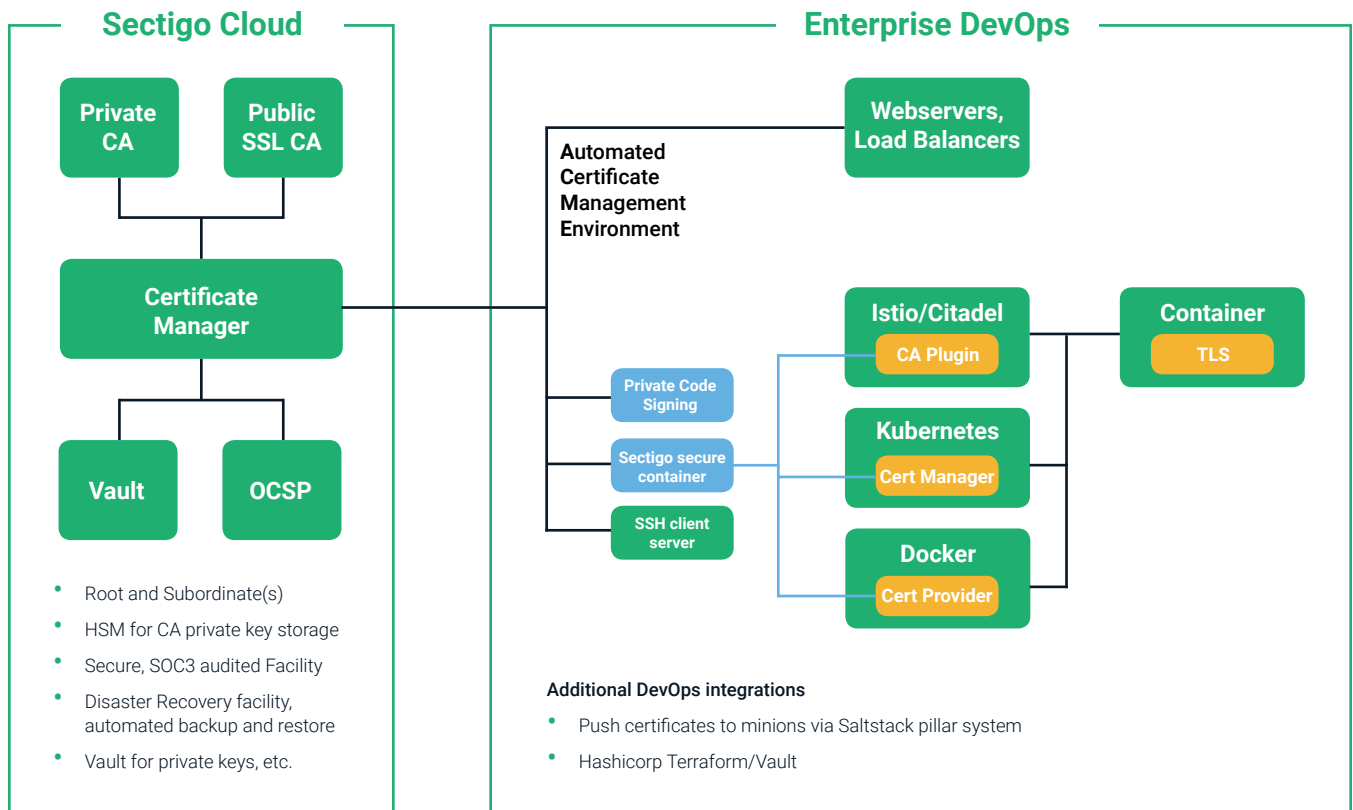 Sectigo Cloud
Private
CA
Public
SSL CA
Certificate
Manager
Vault
OCSP
• Root and Subordinate(s)
• HSM for CA private key storage
• Secure, SOC3 audited Facility
• Disaster Recovery facility,
automated backup and restore
• Vault for private keys, etc.
Enterprise DevOps
Automated
Certificate
Management
Environment
Webservers,
Load Balancers
Private Code
Signing
Sectigo secure
container
SSH client
server
Istio/Citadel
CA Plugin
Kubernetes
Cert Manager
Docker
Cert Provider
Container
TLS
Additional DevOps integrations
• Push certificates to minions via Saltstack pillar system
• Hashicorp Terraform/Vault